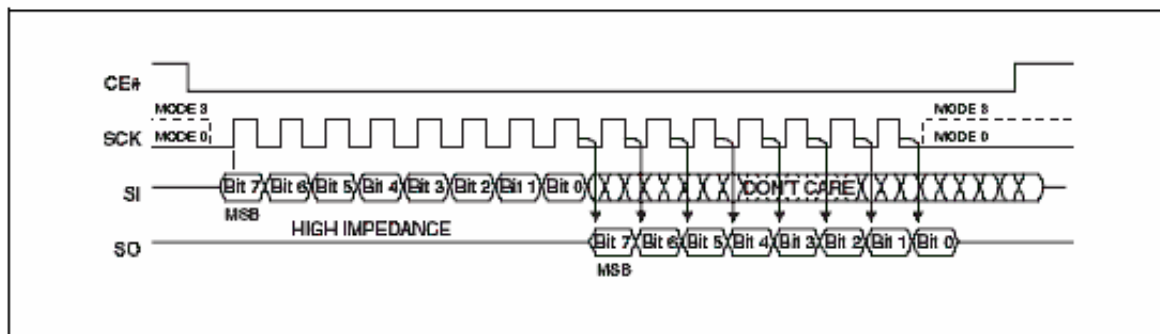 CE#
MODE 3 MODE 3
SCK MODE 0 MODE 0
SI Bit 7 Bit 6 Bit 5 Bit 4 Bit 3 Bit 2 Bit 1 Bit 0 DON'T CARE
MSB
HIGH IMPEDANCE
SO Bit 7 Bit 6 Bit 5 Bit 4 Bit 3 Bit 2 Bit 1 Bit 0
MSB